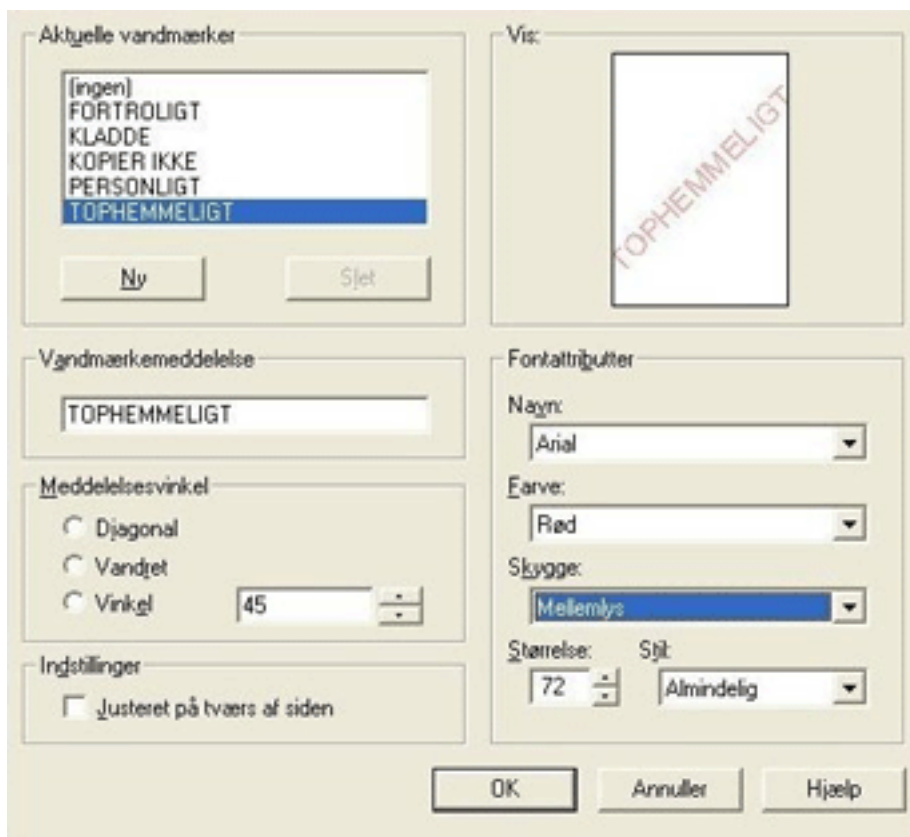 Aktuelle vandmærker
(ingen)
FORTROLIGT
KLADDE
KOPIER IKKE
PERSONLIGT
TOPHEMMELIGT
Ny
Slet
Vis:
TOPHEMMELIGT
Vandmærkemeddelelse
TOPHEMMELIGT
Meddelelsesvinkel
Diagonal
Vandret
Vinkel 45
Indstillinger
Justeret på tværs af siden
Fontattributter
Navn:
Arial
Farve:
Rød
Skygge:
Mellemlys
Størrelse: Stil:
72 Almindelig
OK Annuller Hjælp